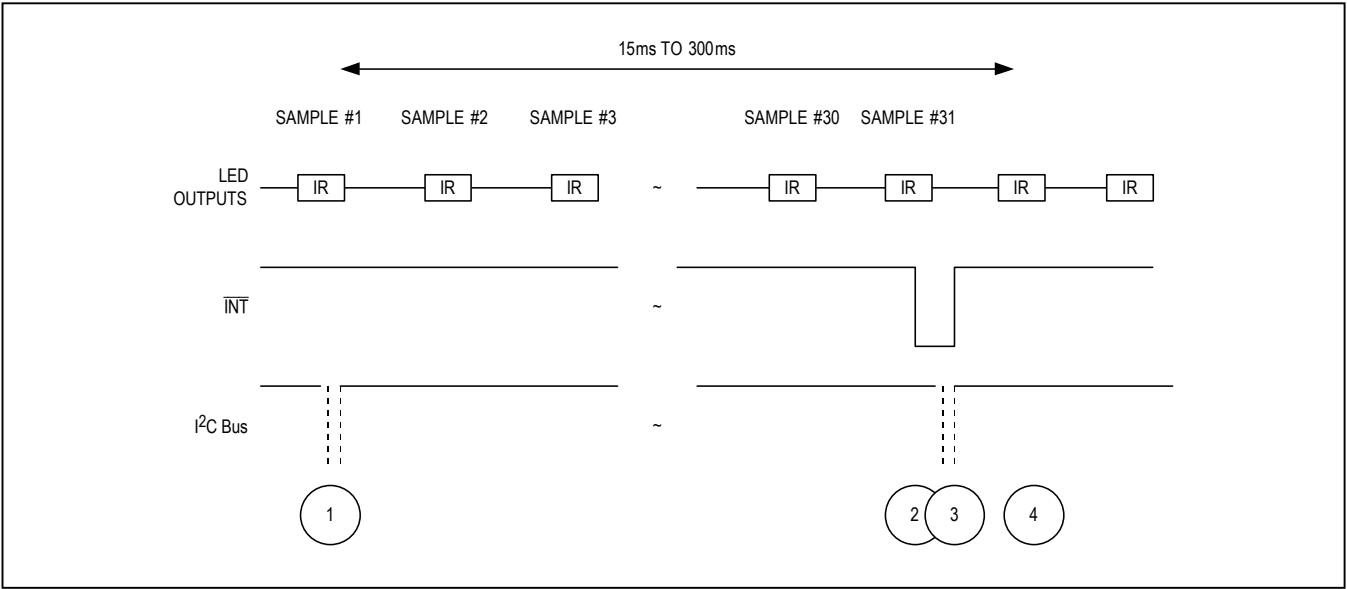 15ms TO 300ms
SAMPLE #1 SAMPLE #2 SAMPLE #3 SAMPLE #30 SAMPLE #31
LED
OUTPUTS
IR IR IR ~ IR IR IR IR
INT
~
I2C Bus
~
1 2 3 4